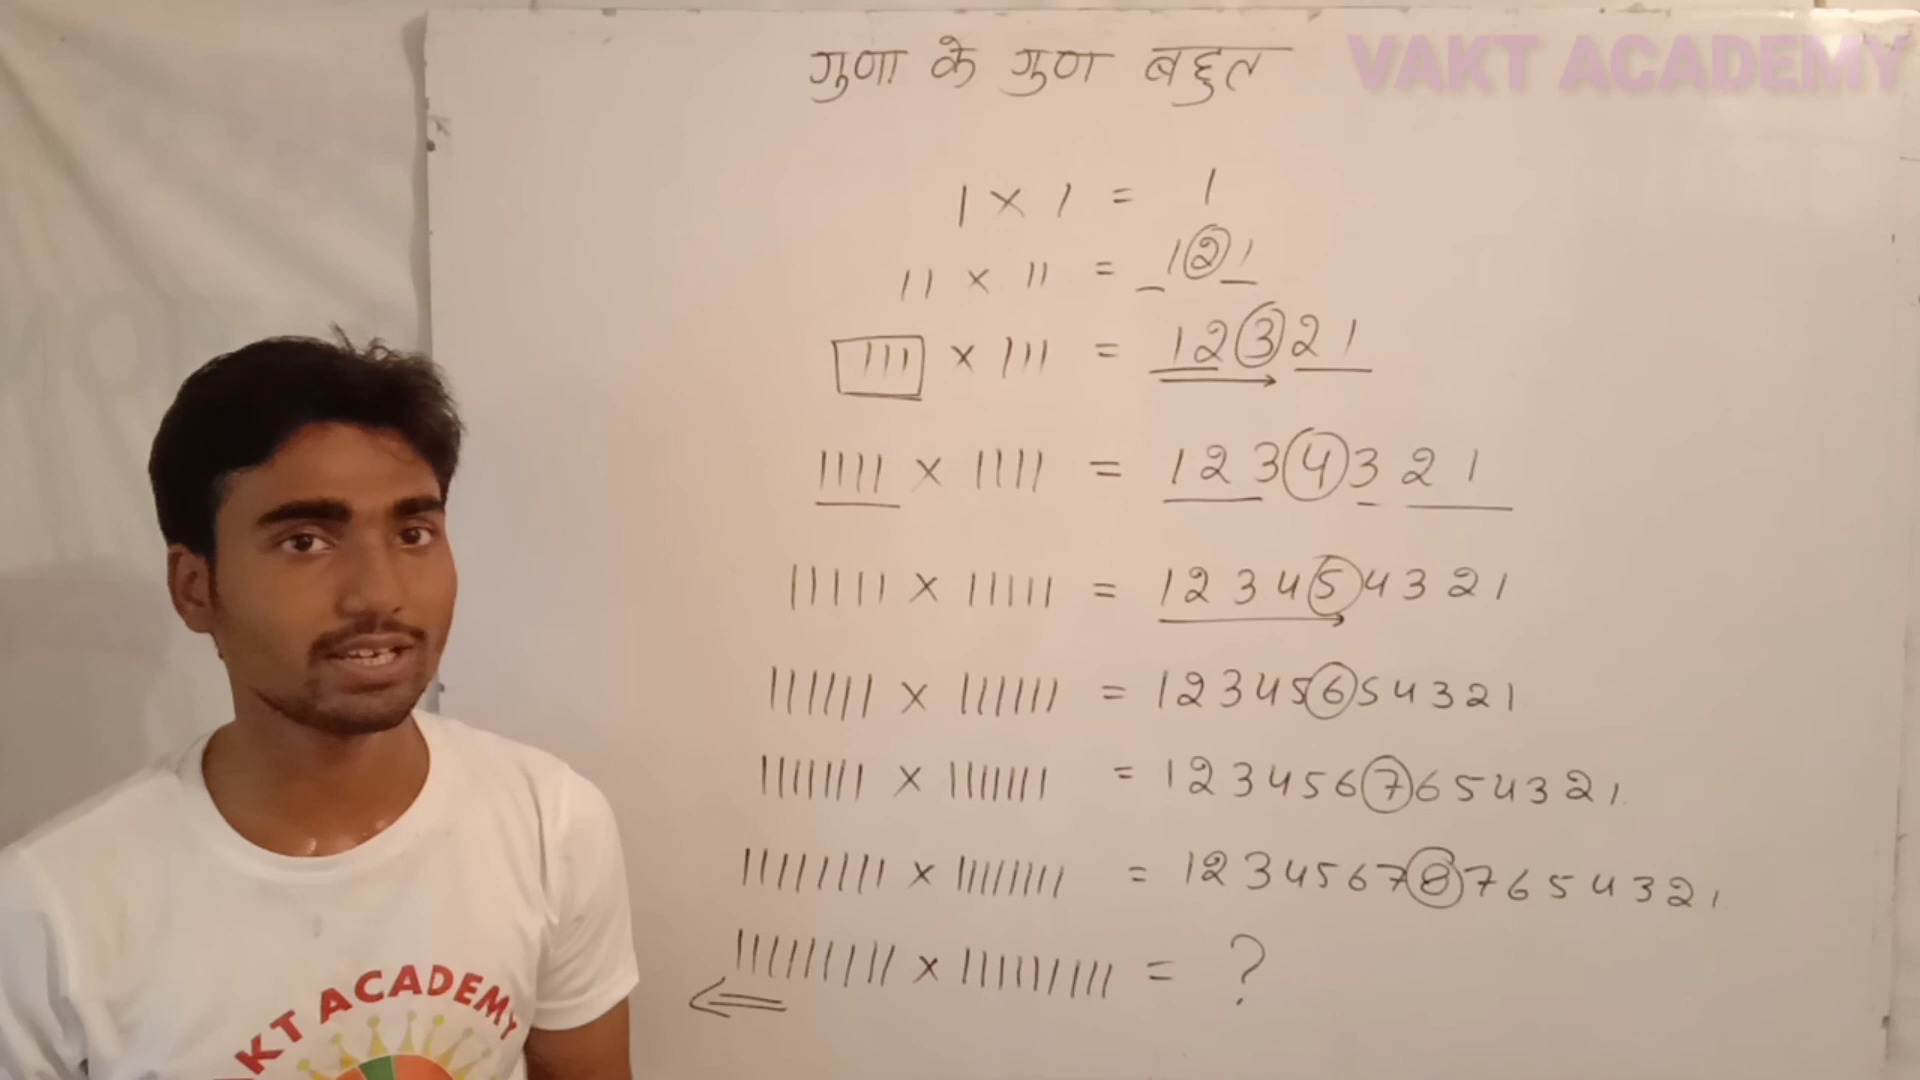 गुणा के गुण बहुत
VAKT ACADEMY
1 × 1 = 1
11 × 11 = 121
111 × 111 = 12321
1111 × 1111 = 1234321
11111 × 11111 = 123454321
111111 × 111111 = 12345654321
1111111 × 1111111 = 1234567654321
11111111 × 11111111 = 123456787654321
111111111 × 111111111 = ?
KT ACADEMY